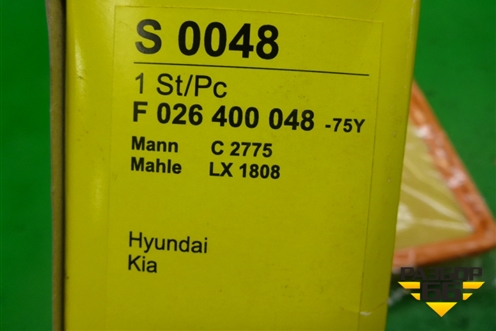 S 0048
1 St/Pc
F 026 400 048 -75Y
Mann C 2775
Mahle LX 1808
Hyundai
Kia